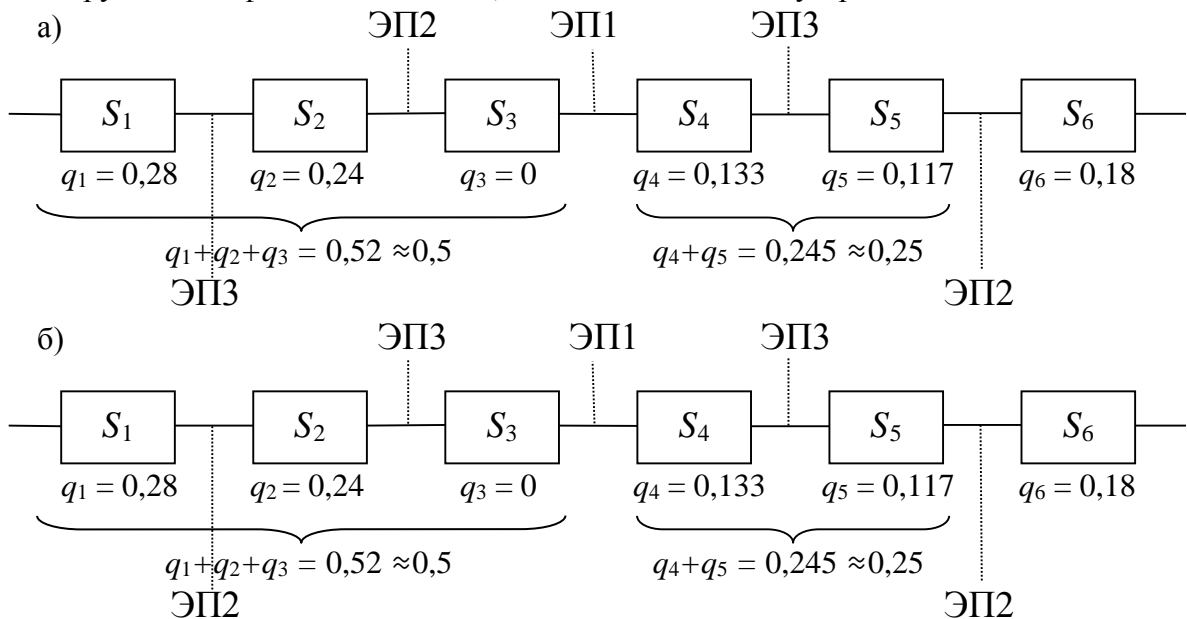 а)
ЭП2 ЭП1 ЭП3
S1 S2 S3 S4 S5 S6
q1 = 0,28 q2 = 0,24 q3 = 0 q4 = 0,133 q5 = 0,117 q6 = 0,18
q1+q2+q3 = 0,52 ≈0,5 q4+q5 = 0,245 ≈0,25
ЭП3 ЭП2
б)
ЭП3 ЭП1 ЭП3
S1 S2 S3 S4 S5 S6
q1 = 0,28 q2 = 0,24 q3 = 0 q4 = 0,133 q5 = 0,117 q6 = 0,18
q1+q2+q3 = 0,52 ≈0,5 q4+q5 = 0,245 ≈0,25
ЭП2 ЭП2